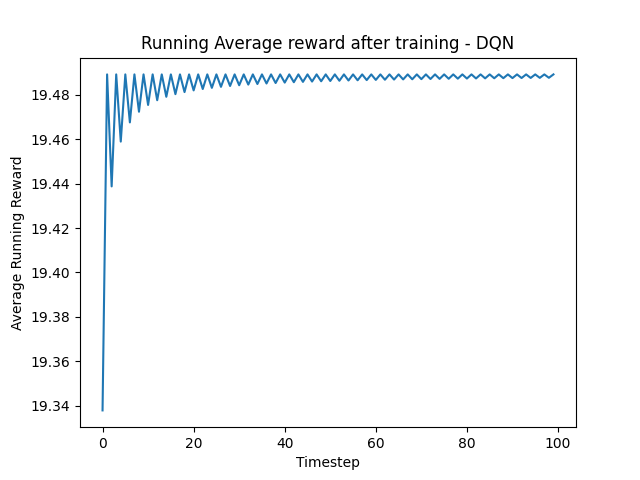 Running Average reward after training - DQN
Average Running Reward
19.48
19.46
19.44
19.42
19.40
19.38
19.36
19.34
0 20 40 60 80 100
Timestep